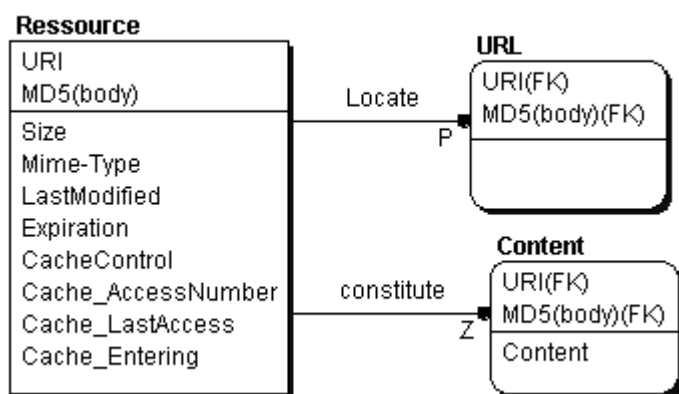 Ressource
URI
MD5(body)
Size
Mime-Type
LastModified
Expiration
CacheControl
Cache_AccessNumber
Cache_LastAccess
Cache_Entering
Locate
P
URL
URI(FK)
MD5(body)(FK)
constitute
Z
Content
URI(FK)
MD5(body)(FK)
Content